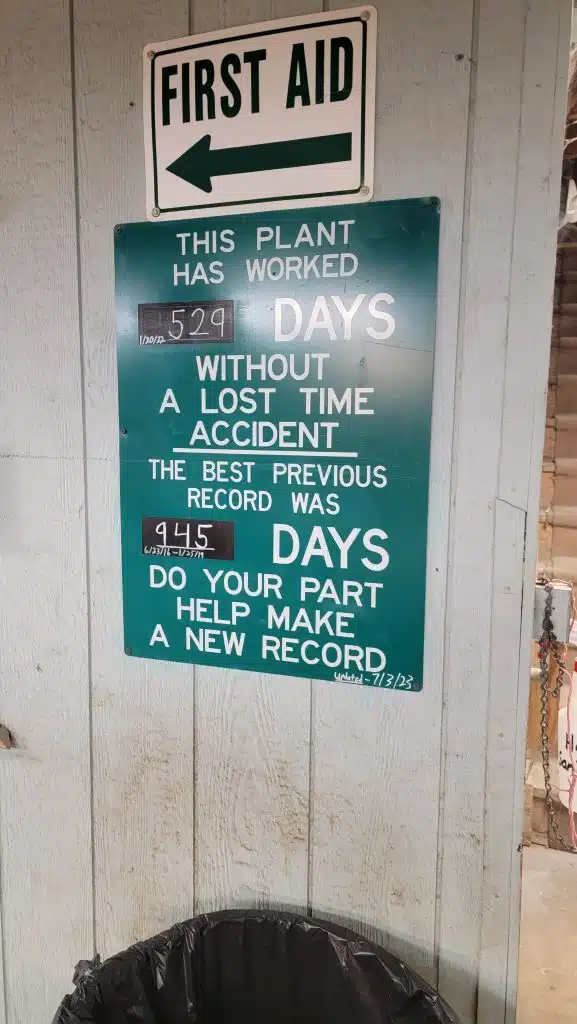 FIRST AID
THIS PLANT
HAS WORKED
1/20/22 529 DAYS
WITHOUT
A LOST TIME
ACCIDENT
THE BEST PREVIOUS
RECORD WAS
945 DAYS
6/23/16-1/25/19
DO YOUR PART
HELP MAKE
A NEW RECORD
Updated - 7/3/23